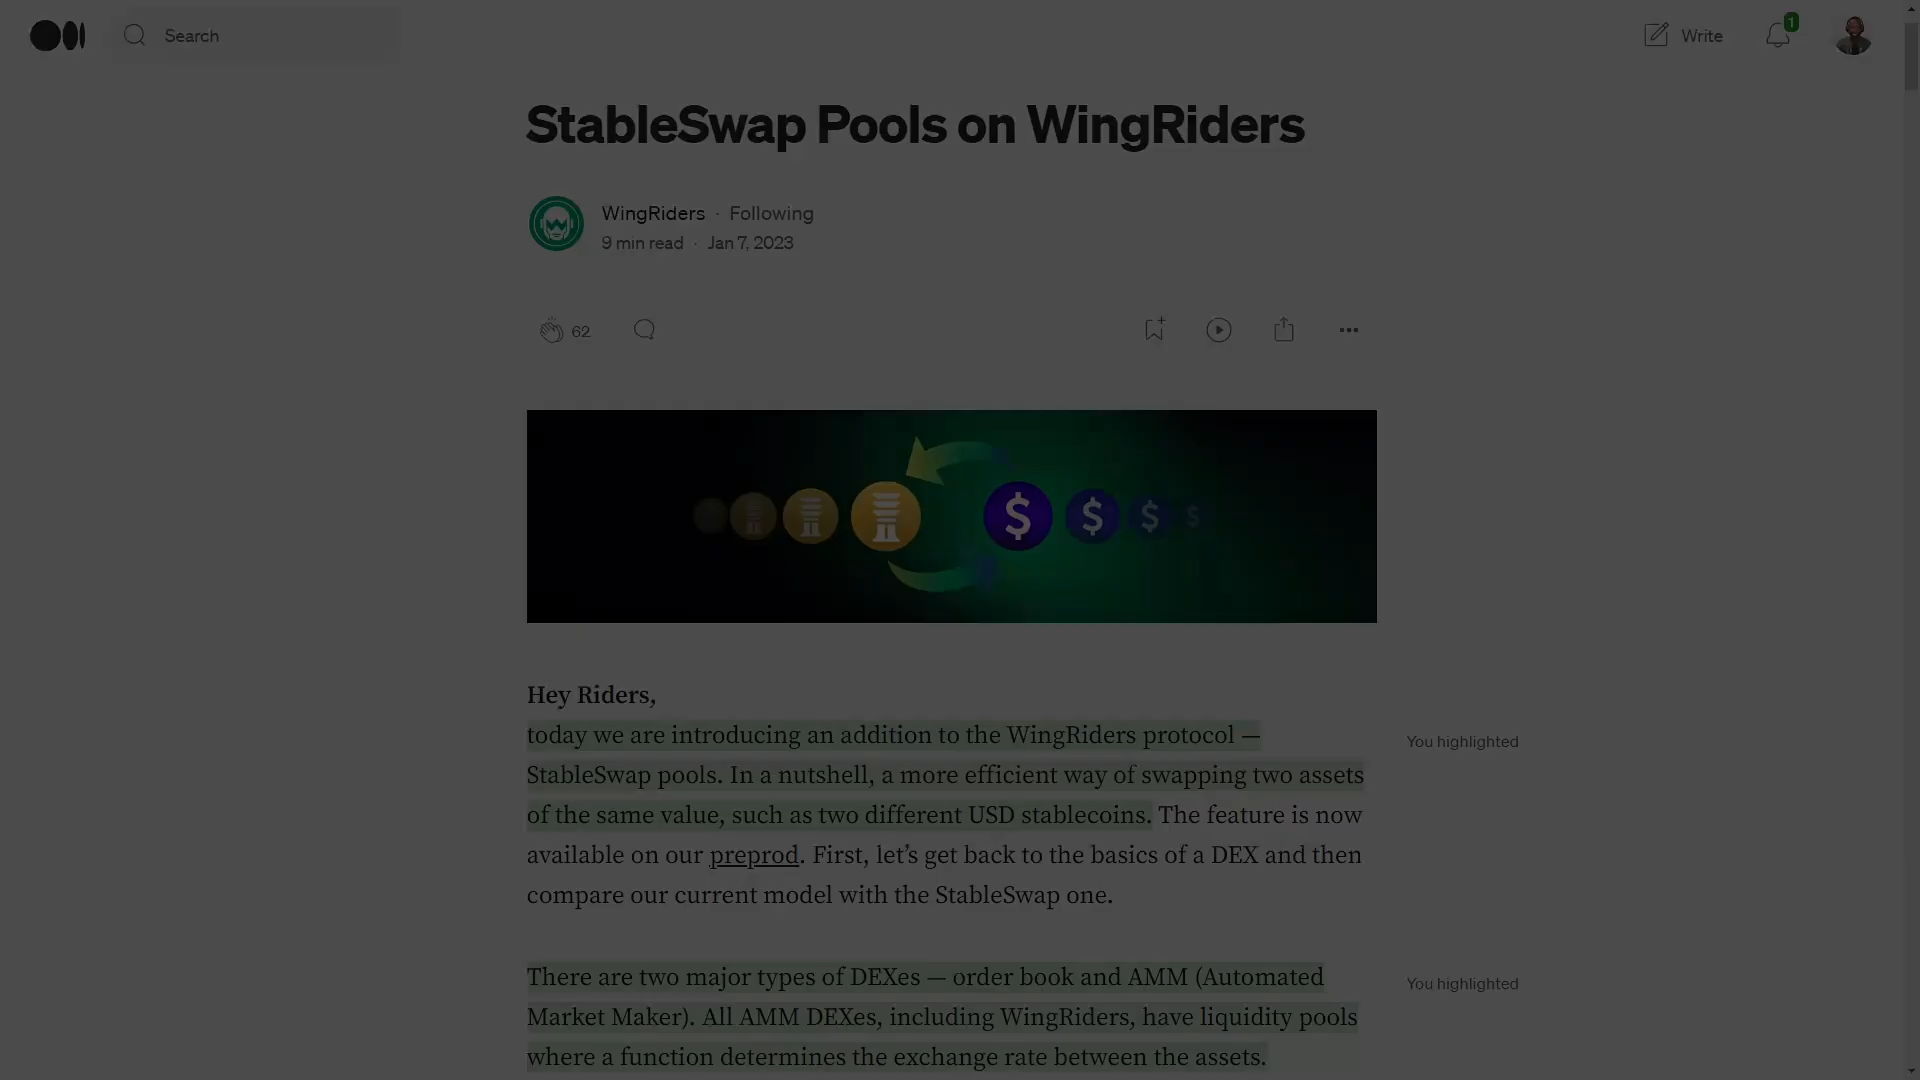 Search
Write
1
StableSwap Pools on WingRiders
WingRiders · Following
9 min read · Jan 7, 2023
62
$ $ $ $
Hey Riders,
today we are introducing an addition to the WingRiders protocol —
You highlighted
StableSwap pools. In a nutshell, a more efficient way of swapping two assets
of the same value, such as two different USD stablecoins. The feature is now
available on our preprod. First, let’s get back to the basics of a DEX and then
compare our current model with the StableSwap one.
There are two major types of DEXes — order book and AMM (Automated
You highlighted
Market Maker). All AMM DEXes, including WingRiders, have liquidity pools
where a function determines the exchange rate between the assets.